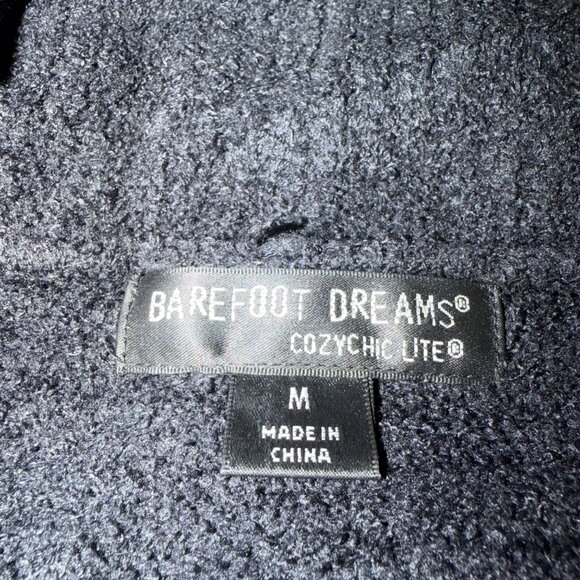 BAREFOOT DREAMS®
COZYCHIC LITE®
M
MADE IN
CHINA